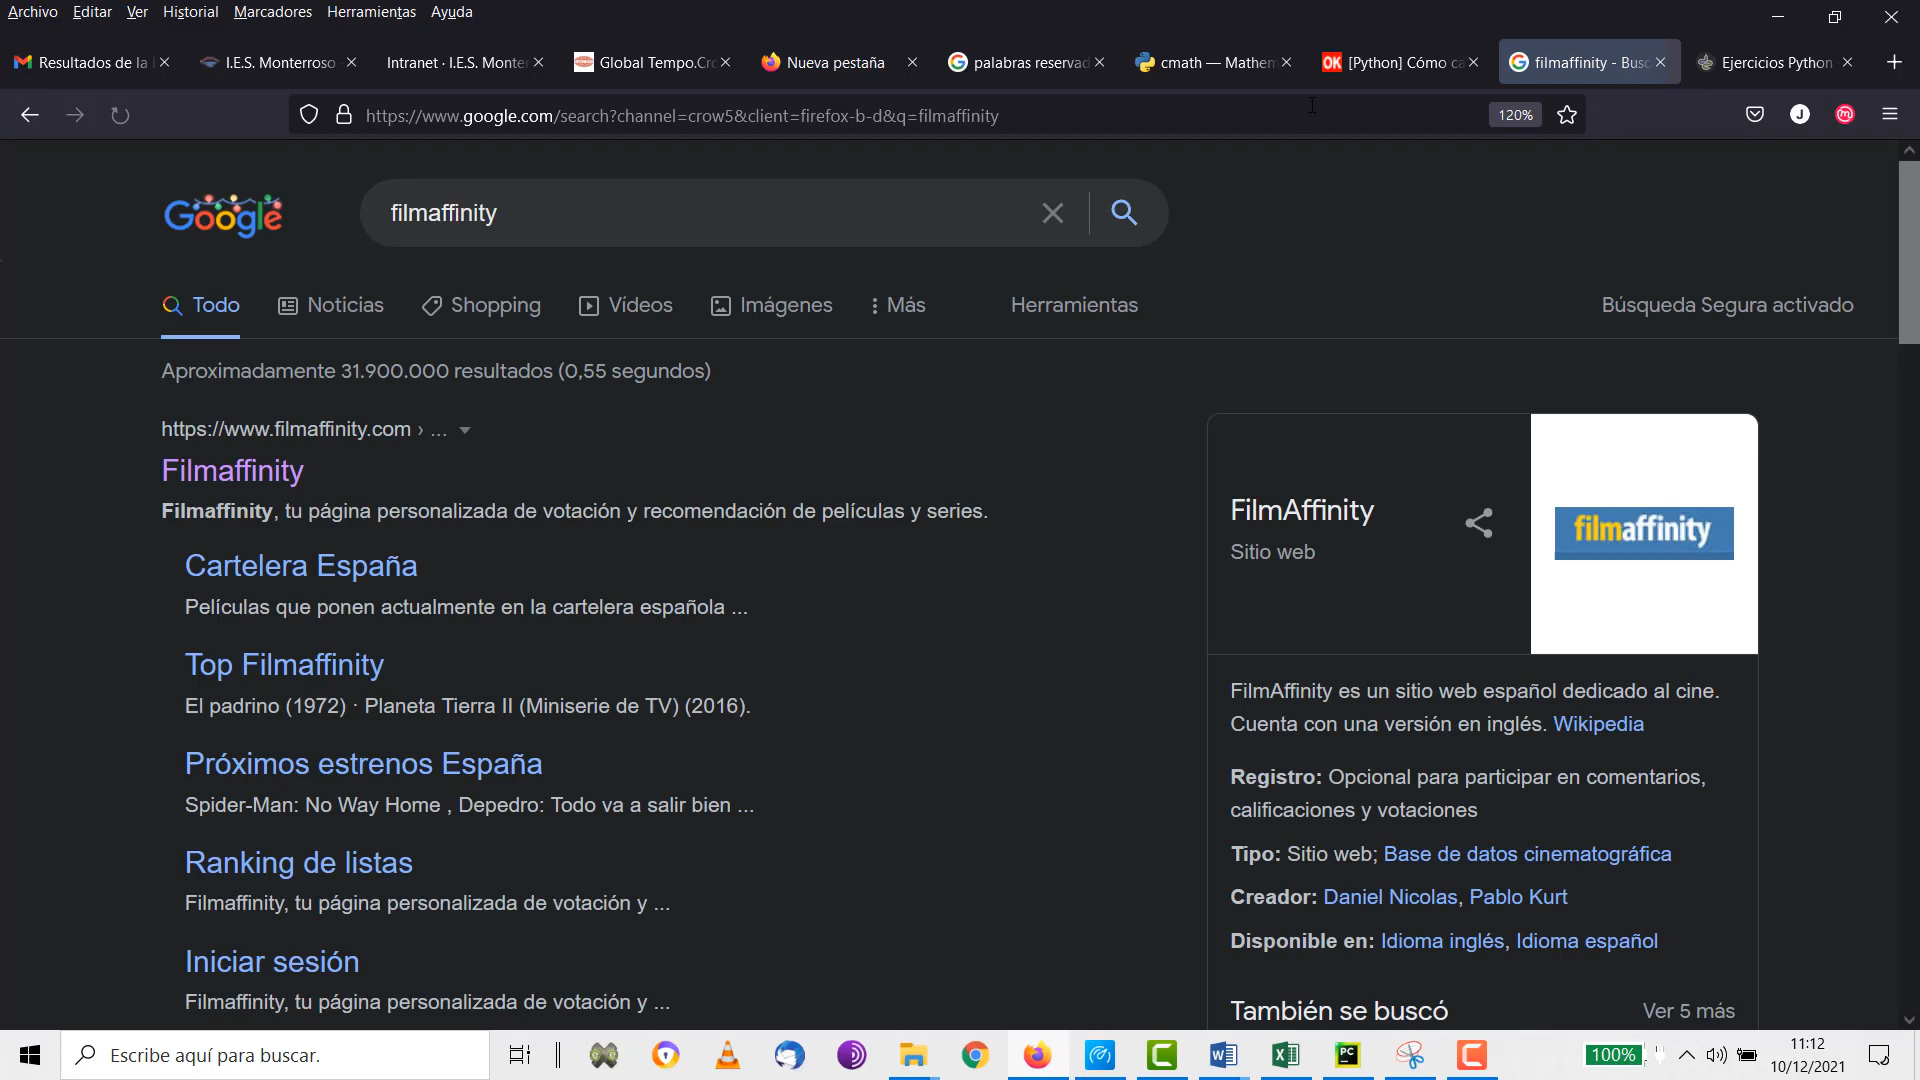 Archivo Editar Ver Historial Marcadores Herramientas Ayuda
Resultados de la I.E.S. Monterroso Intranet · I.E.S. Monter Global Tempo.Cro Nueva pestaña palabras reservad cmath — Mathem [Python] Cómo ca filmaffinity - Busc Ejercicios Python
https://www.google.com/search?channel=crow5&client=firefox-b-d&q=filmaffinity 120% J
Google filmaffinity
Todo Noticias Shopping Vídeos Imágenes Más Herramientas Búsqueda Segura activado
Aproximadamente 31.900.000 resultados (0,55 segundos)
https://www.filmaffinity.com › ...
Filmaffinity
Filmaffinity, tu página personalizada de votación y recomendación de películas y series.
Cartelera España
Películas que ponen actualmente en la cartelera española ...
Top Filmaffinity
El padrino (1972) · Planeta Tierra II (Miniserie de TV) (2016).
Próximos estrenos España
Spider-Man: No Way Home , Depedro: Todo va a salir bien ...
Ranking de listas
Filmaffinity, tu página personalizada de votación y ...
Iniciar sesión
Filmaffinity, tu página personalizada de votación y ...
FilmAffinity
Sitio web
filmaffinity
FilmAffinity es un sitio web español dedicado al cine.
Cuenta con una versión en inglés. Wikipedia
Registro: Opcional para participar en comentarios,
calificaciones y votaciones
Tipo: Sitio web; Base de datos cinematográfica
Creador: Daniel Nicolas, Pablo Kurt
Disponible en: Idioma inglés, Idioma español
También se buscó Ver 5 más
Escribe aquí para buscar.
100%
11:12
10/12/2021